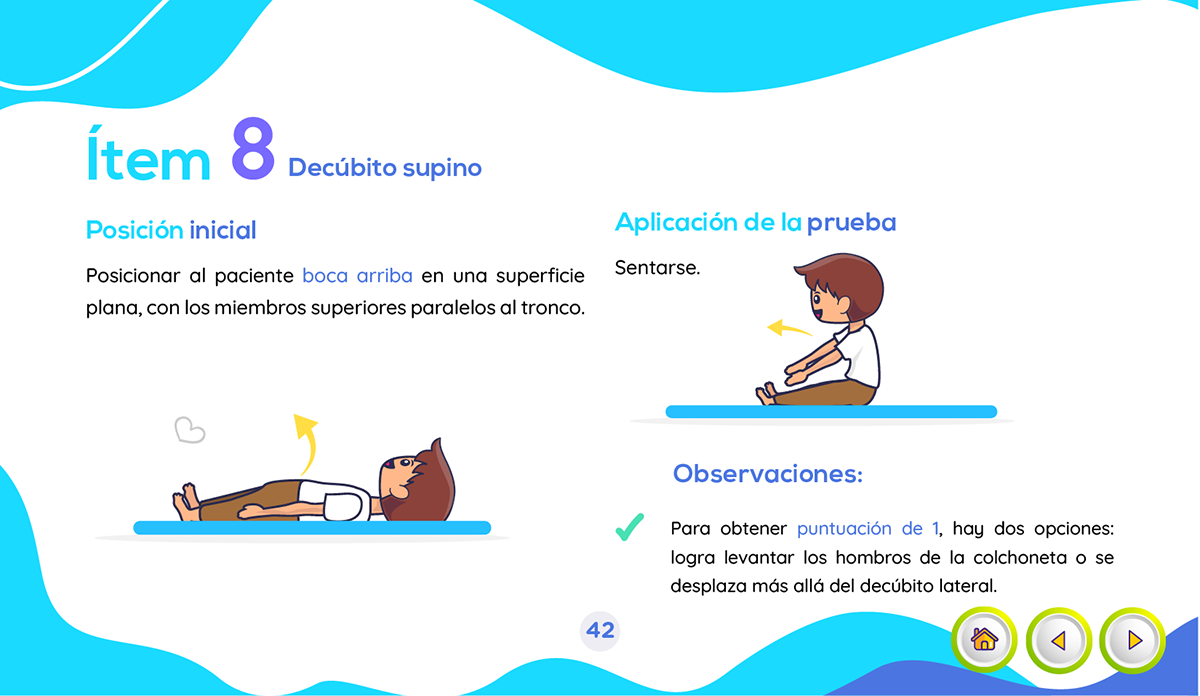 Ítem 8 Decúbito supino
Posición inicial
Posicionar al paciente boca arriba en una superficie
plana, con los miembros superiores paralelos al tronco.
Aplicación de la prueba
Sentarse.
Observaciones:
Para obtener puntuación de 1, hay dos opciones:
logra levantar los hombros de la colchoneta o se
desplaza más allá del decúbito lateral.
42